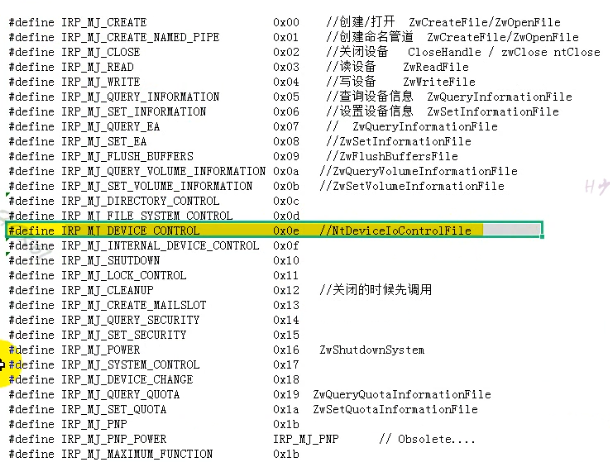 #define IRP_MJ_CREATE 0x00 //创建/打开 ZwCreateFile/ZwOpenFile
#define IRP_MJ_CREATE_NAMED_PIPE 0x01 //创建命名管道 ZwCreateFile/ZwOpenFile
#define IRP_MJ_CLOSE 0x02 //关闭设备 CloseHandle / zwClose ntClose
#define IRP_MJ_READ 0x03 //读设备 ZwReadFile
#define IRP_MJ_WRITE 0x04 //写设备 ZwWriteFile
#define IRP_MJ_QUERY_INFORMATION 0x05 //查询设备信息 ZwQueryInformationFile
#define IRP_MJ_SET_INFORMATION 0x06 //设置设备信息 ZwSetInformationFile
#define IRP_MJ_QUERY_EA 0x07 // ZwQueryInformationFile
#define IRP_MJ_SET_EA 0x08 //ZwSetInformationFile
#define IRP_MJ_FLUSH_BUFFERS 0x09 //ZwFlushBuffersFile
#define IRP_MJ_QUERY_VOLUME_INFORMATION 0x0a //ZwQueryVolumeInformationFile
#define IRP_MJ_SET_VOLUME_INFORMATION 0x0b //ZwSetVolumeInformationFile
#define IRP_MJ_DIRECTORY_CONTROL 0x0c
#define IRP_MJ_FILE_SYSTEM_CONTROL 0x0d
#define IRP_MJ_DEVICE_CONTROL 0x0e //NtDeviceIoControlFile
#define IRP_MJ_INTERNAL_DEVICE_CONTROL 0x0f
#define IRP_MJ_SHUTDOWN 0x10
#define IRP_MJ_LOCK_CONTROL 0x11
#define IRP_MJ_CLEANUP 0x12 //关闭的时候先调用
#define IRP_MJ_CREATE_MAILSLOT 0x13
#define IRP_MJ_QUERY_SECURITY 0x14
#define IRP_MJ_SET_SECURITY 0x15
#define IRP_MJ_POWER 0x16 ZwShutdownSystem
#define IRP_MJ_SYSTEM_CONTROL 0x17
#define IRP_MJ_DEVICE_CHANGE 0x18
#define IRP_MJ_QUERY_QUOTA 0x19 ZwQueryQuotaInformationFile
#define IRP_MJ_SET_QUOTA 0x1a ZwSetQuotaInformationFile
#define IRP_MJ_PNP 0x1b
#define IRP_MJ_PNP_POWER IRP_MJ_PNP // Obsolete....
#define IRP_MJ_MAXIMUM_FUNCTION 0x1b